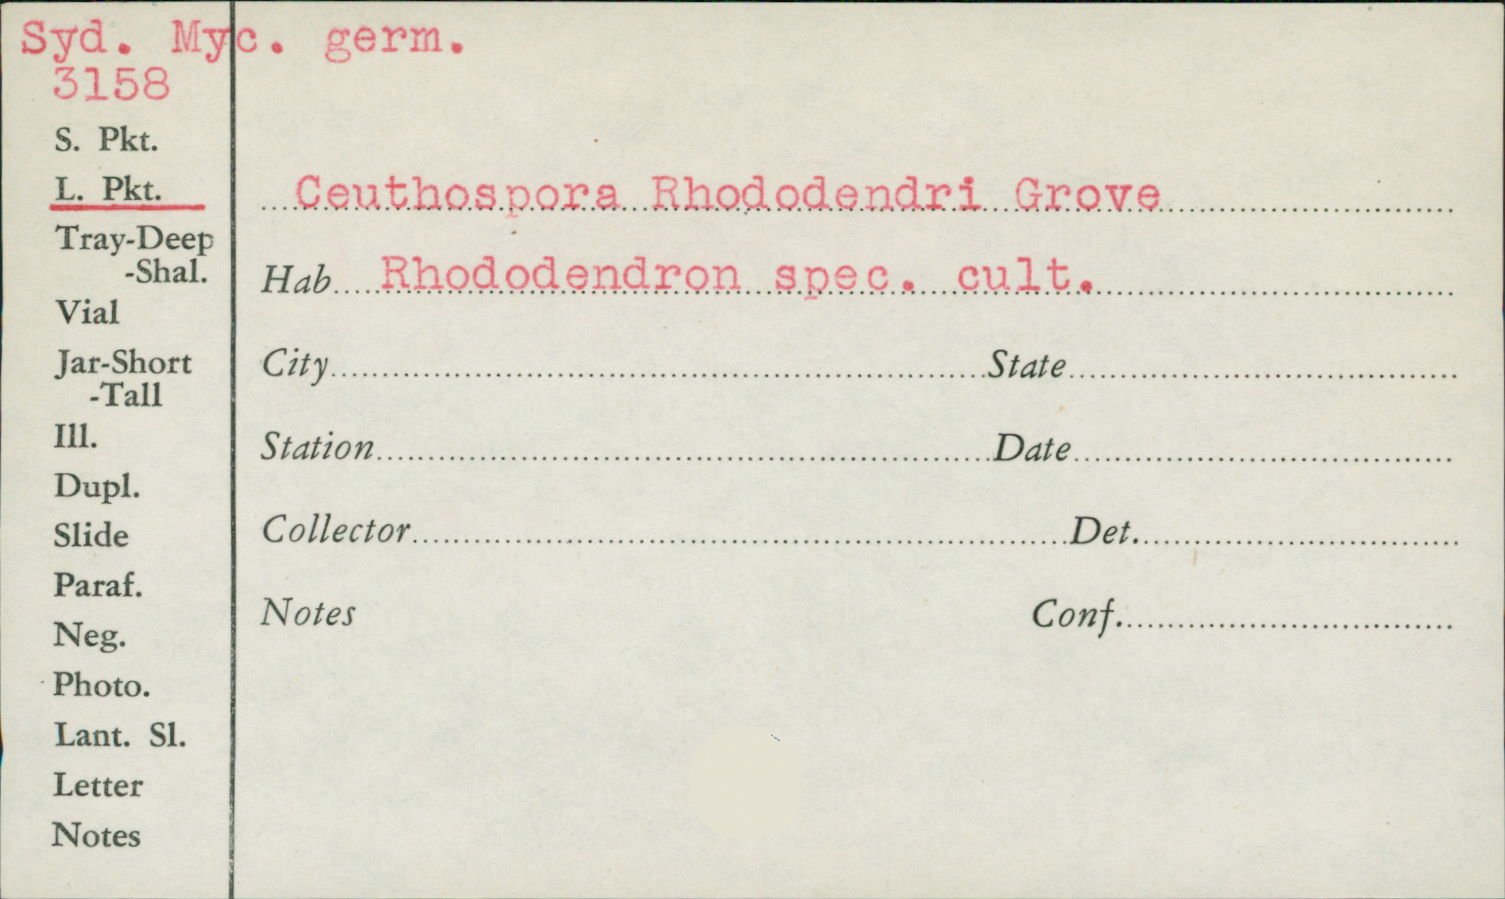 Syd. Myc. germ.
3158
S. Pkt.
L. Pkt.
Tray-Deep
-Shal.
Vial
Jar-Short
-Tall
Ill.
Dupl.
Slide
Paraf.
Neg.
Photo.
Lant. Sl.
Letter
Notes
Ceuthospora Rhododendri Grove
Hab Rhododendron spec. cult.
City State
Station Date
Collector Det.
Notes Conf.